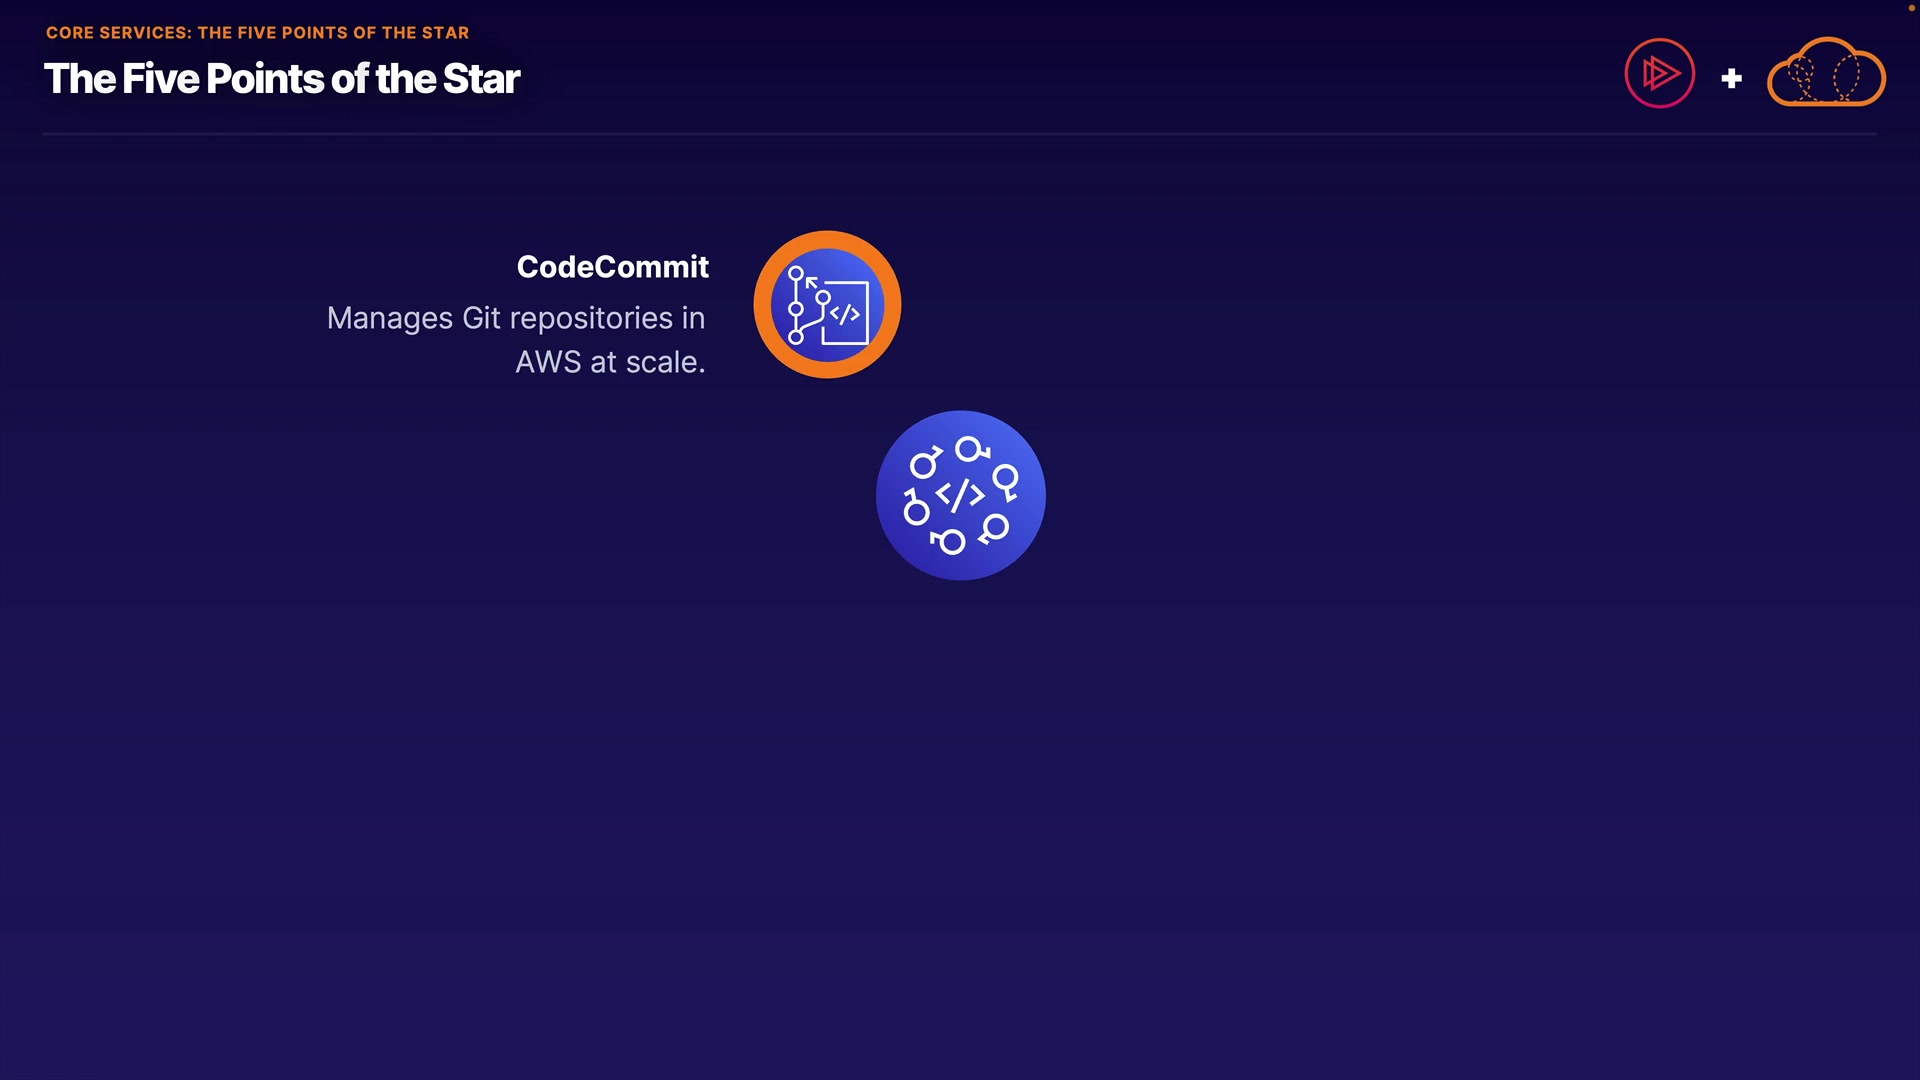 CORE SERVICES: THE FIVE POINTS OF THE STAR
The Five Points of the Star
CodeCommit
Manages Git repositories in
AWS at scale.